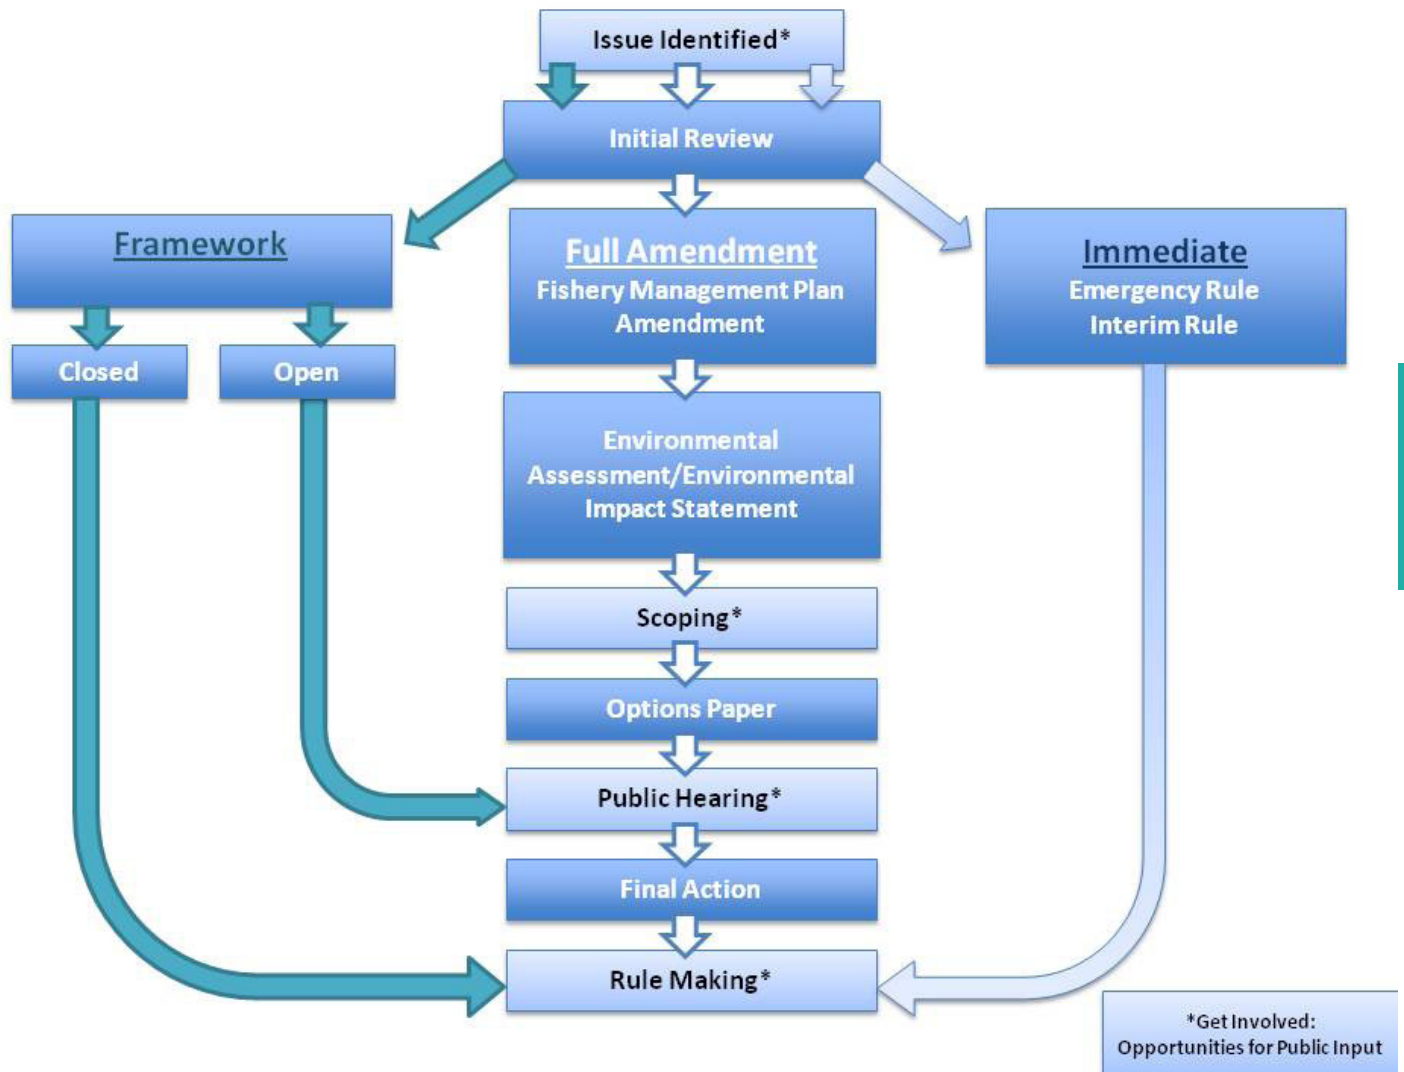 Issue Identified*
Initial Review
Framework
Closed
Open
Full Amendment
Fishery Management Plan
Amendment
Immediate
Emergency Rule
Interim Rule
Environmental
Assessment/Environmental
Impact Statement
Scoping*
Options Paper
Public Hearing*
Final Action
Rule Making*
*Get Involved:
Opportunities for Public Input